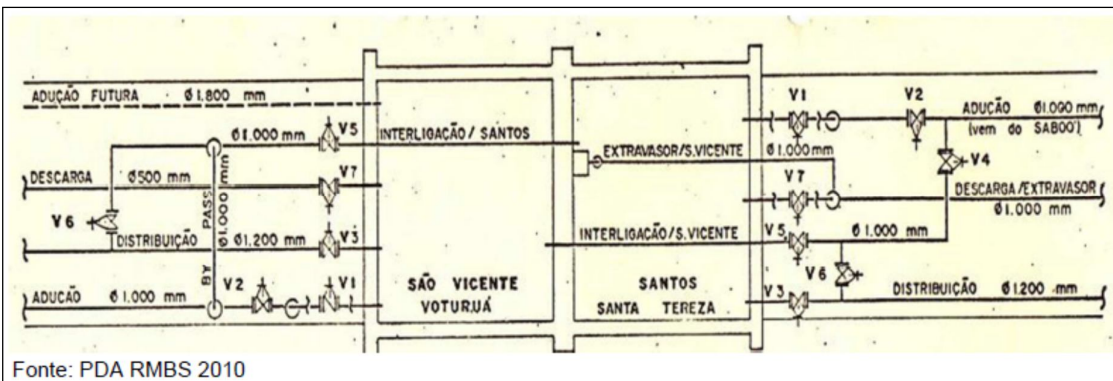 ADUÇÃO FUTURA Ø1.800 mm
Ø1.000 mm V5 INTERLIGAÇÃO/ SANTOS
DESCARGA Ø500 mm V7
V6
BY PASS Ø1.000 mm
DISTRIBUIÇÃO Ø1.200 mm V3
ADUCÃO Ø1.000 mm V2 V1
SÃO VICENTE
VOTURUÁ
V1 V2 ADUÇÃO Ø1.000 mm
(vem do SABOÓ)
EXTRAVASOR/S.VICENTE Ø1.000mm
V4
V7 DESCARGA/EXTRAVASOR
Ø1.000 mm
INTERLIGAÇÃO/S.VICENTE V5 Ø1.000 mm
V6
SANTOS
SANTA TEREZA
V3 DISTRIBUIÇÃO Ø1.200 mm
Fonte: PDA RMBS 2010